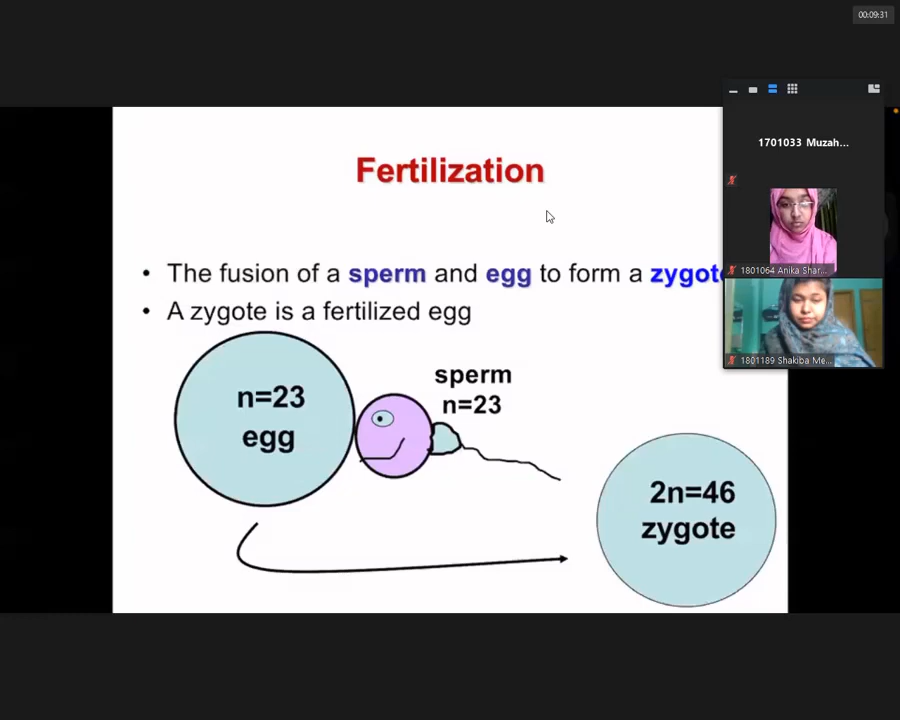 00:09:31
1701033 Muzah...
Fertilization
1801064 Anika Shar...
• The fusion of a sperm and egg to form a zygote
• A zygote is a fertilized egg
1801189 Shakiba Me...
sperm
n=23
n=23
egg
2n=46
zygote